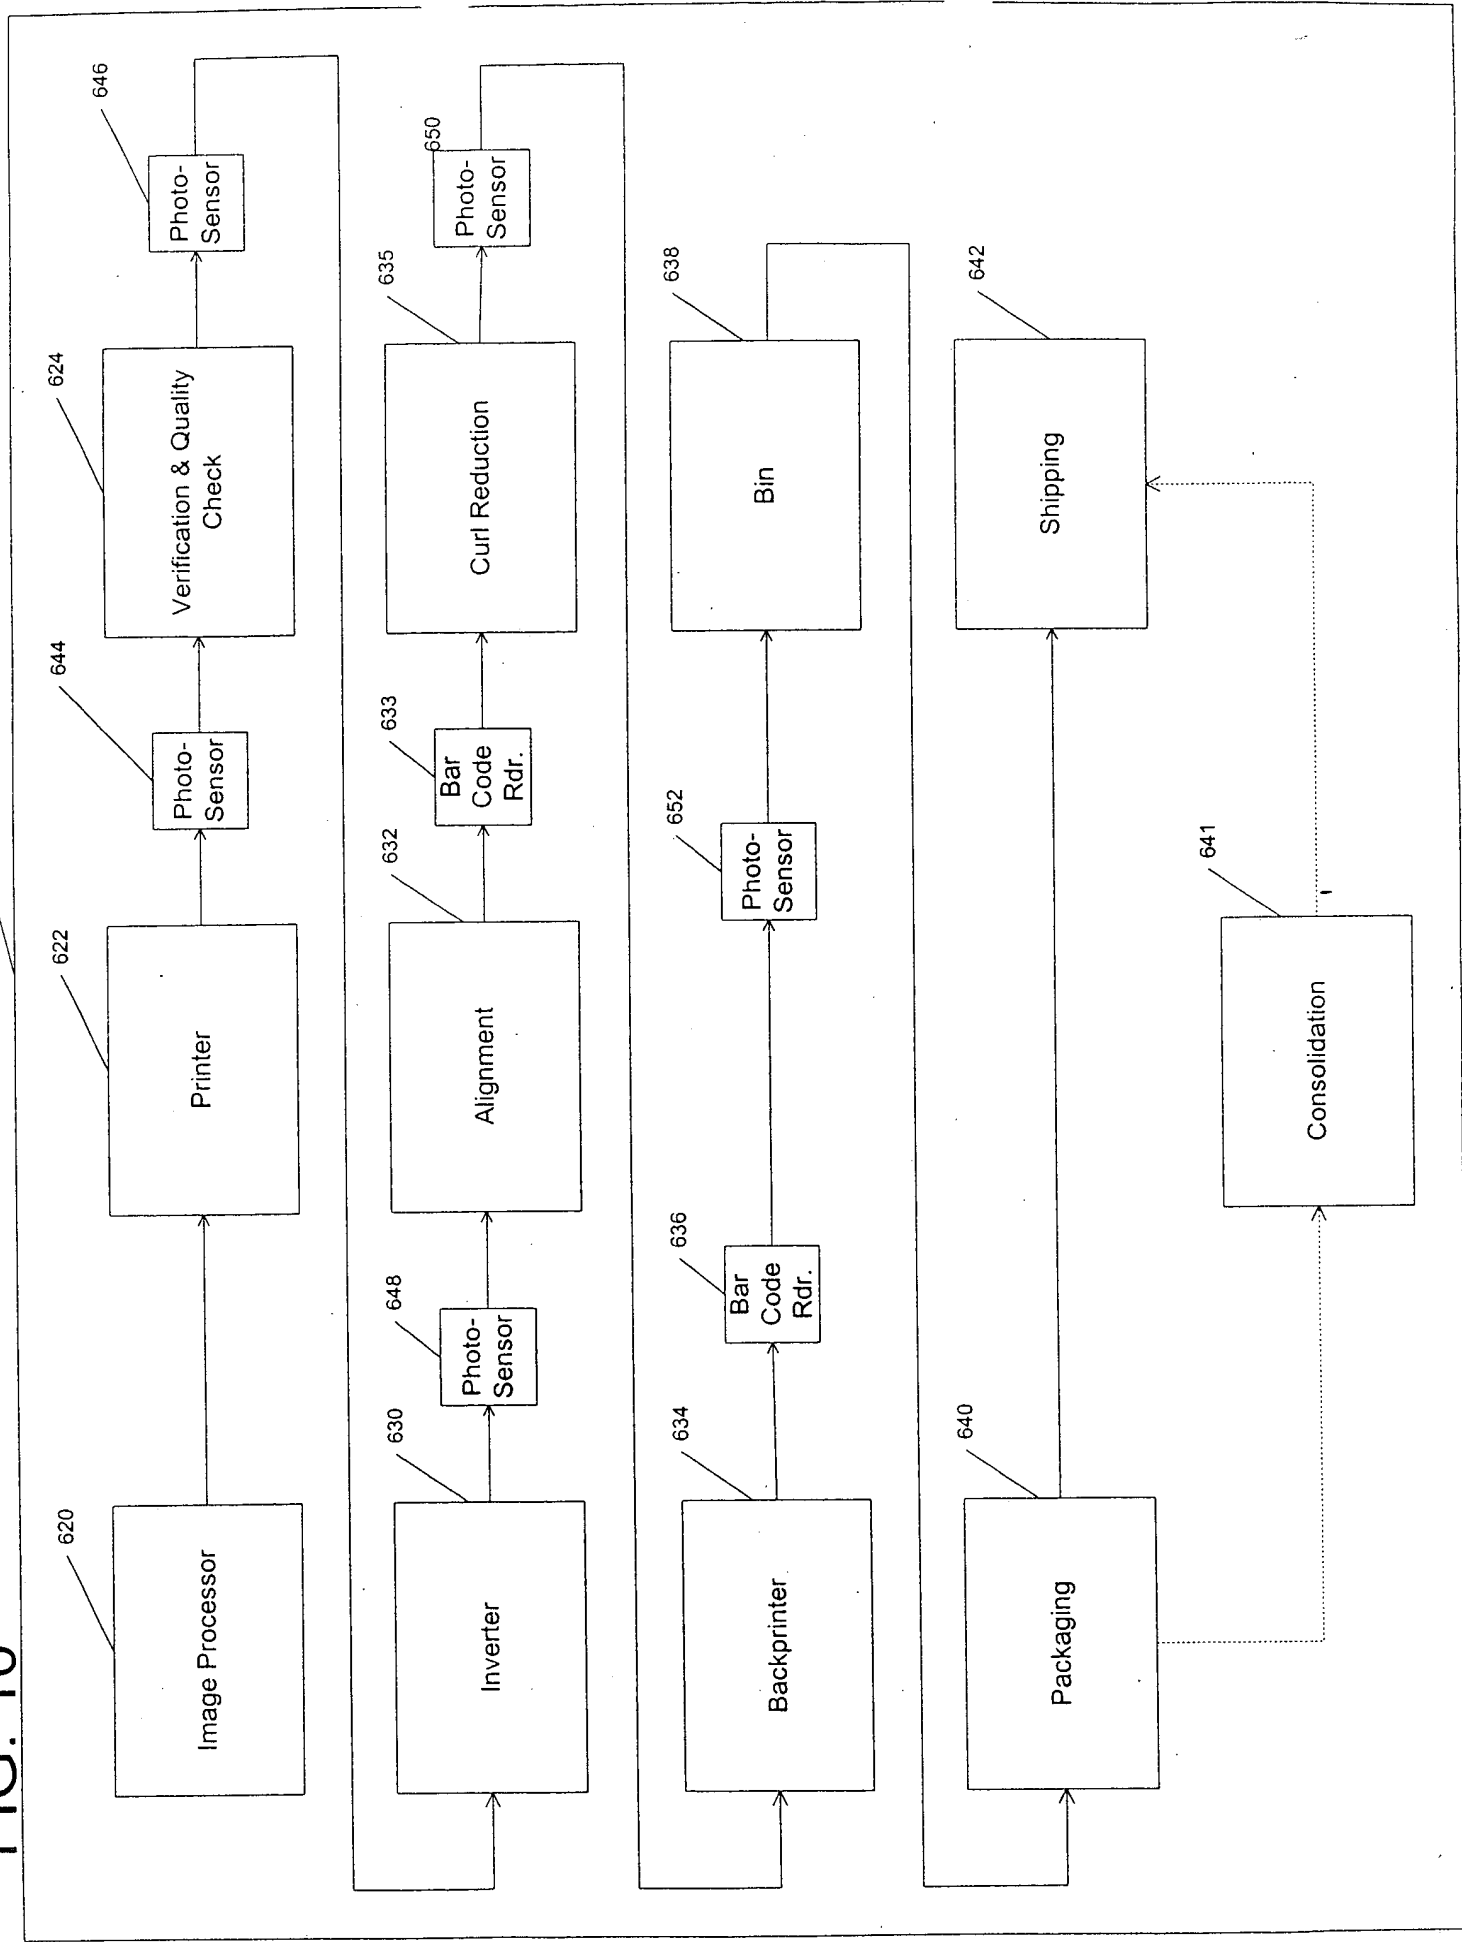 620
Image Processor
622
Printer
644
Photo-
Sensor
624
Verification & Quality
Check
646
Photo-
Sensor
630
Inverter
648
Photo-
Sensor
632
Alignment
633
Bar
Code
Rdr.
635
Curl Reduction
650
Photo-
Sensor
634
Backprinter
636
Bar
Code
Rdr.
652
Photo-
Sensor
638
Bin
640
Packaging
642
Shipping
641
Consolidation